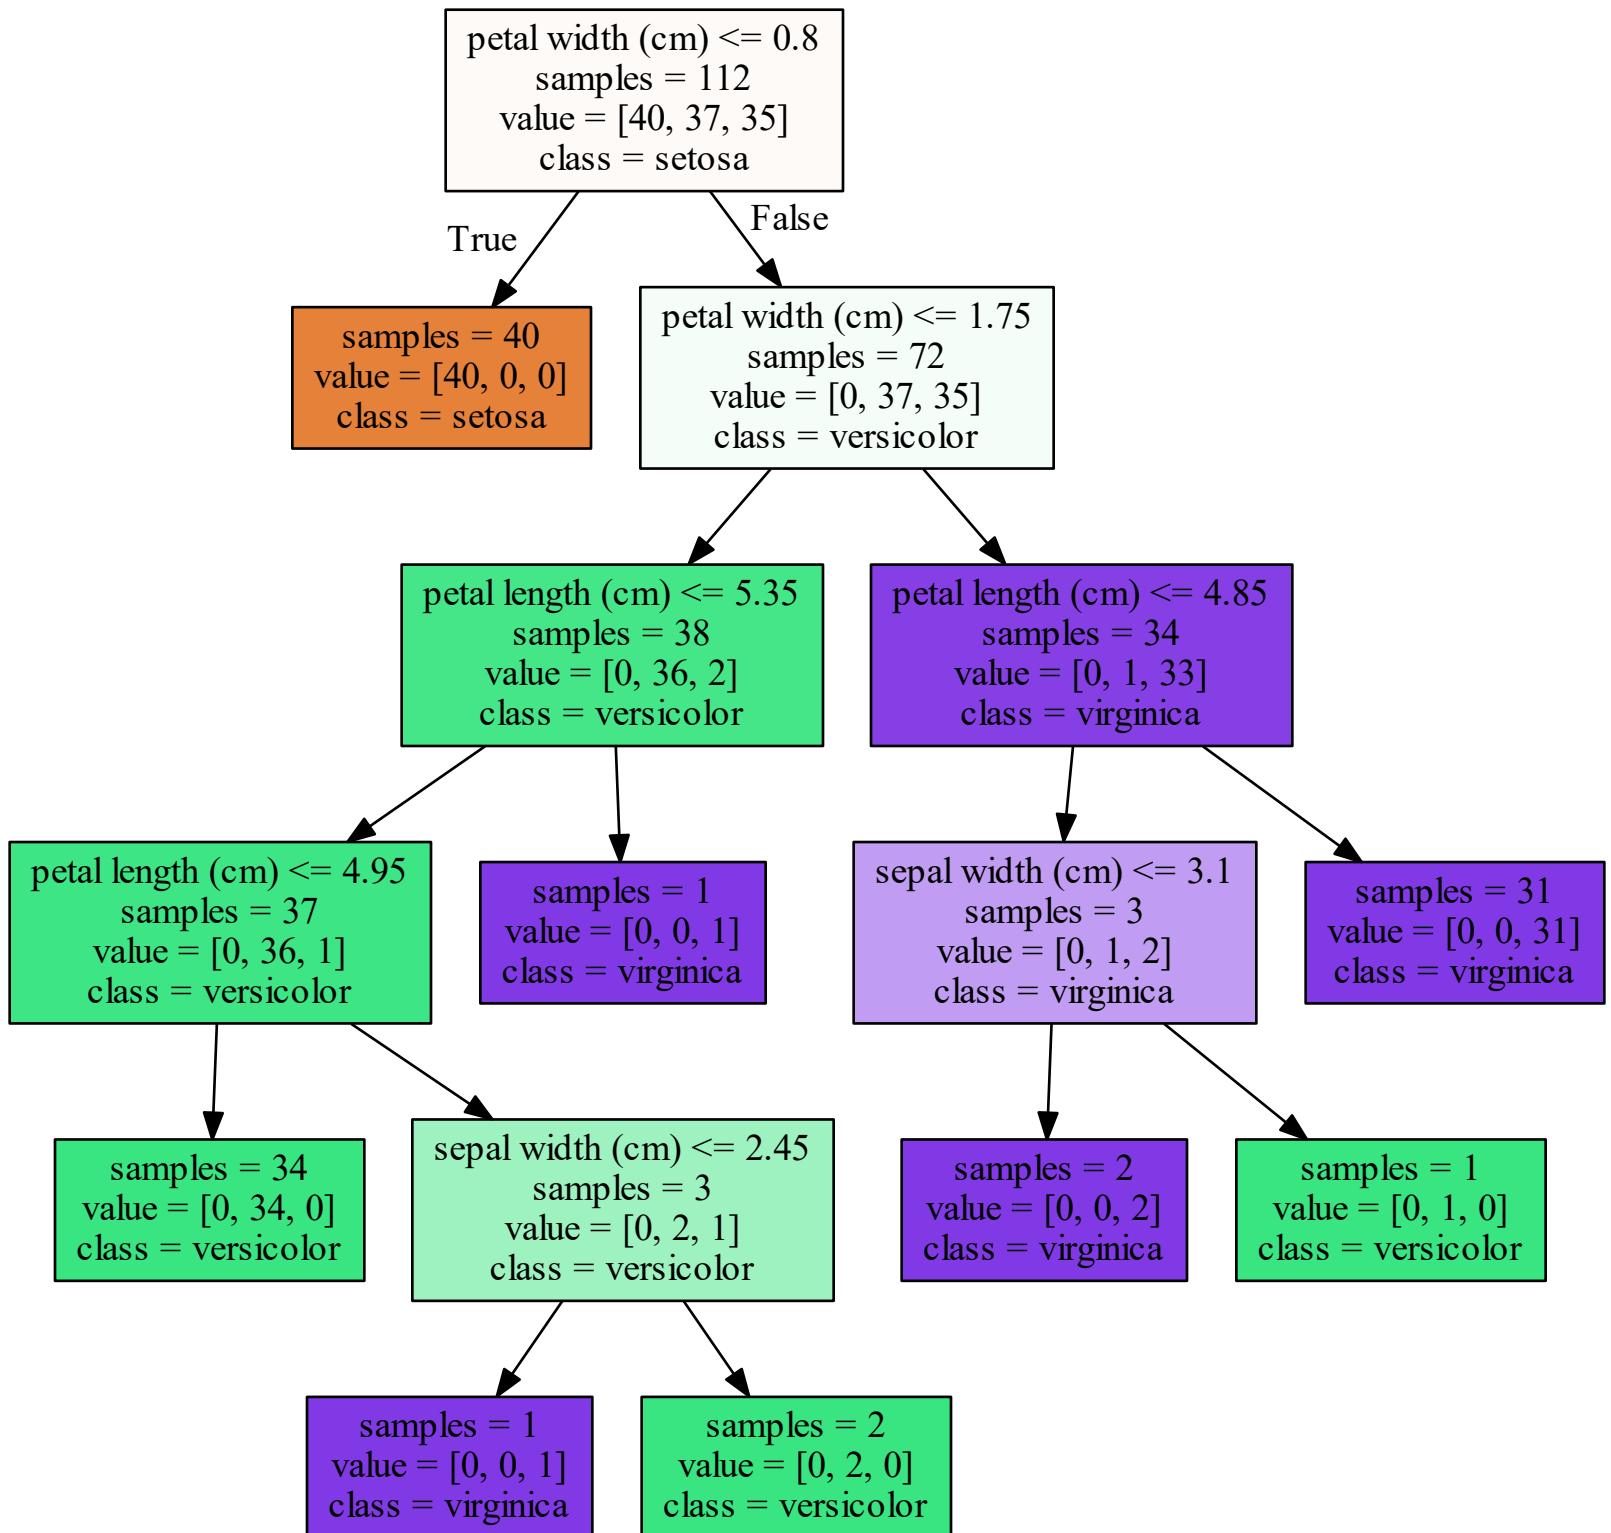 petal width (cm) <= 0.8
samples = 112
value = [40, 37, 35]
class = setosa
True
False
samples = 40
value = [40, 0, 0]
class = setosa
petal width (cm) <= 1.75
samples = 72
value = [0, 37, 35]
class = versicolor
petal length (cm) <= 5.35
samples = 38
value = [0, 36, 2]
class = versicolor
petal length (cm) <= 4.85
samples = 34
value = [0, 1, 33]
class = virginica
petal length (cm) <= 4.95
samples = 37
value = [0, 36, 1]
class = versicolor
samples = 1
value = [0, 0, 1]
class = virginica
sepal width (cm) <= 3.1
samples = 3
value = [0, 1, 2]
class = virginica
samples = 31
value = [0, 0, 31]
class = virginica
samples = 34
value = [0, 34, 0]
class = versicolor
sepal width (cm) <= 2.45
samples = 3
value = [0, 2, 1]
class = versicolor
samples = 2
value = [0, 0, 2]
class = virginica
samples = 1
value = [0, 1, 0]
class = versicolor
samples = 1
value = [0, 0, 1]
class = virginica
samples = 2
value = [0, 2, 0]
class = versicolor